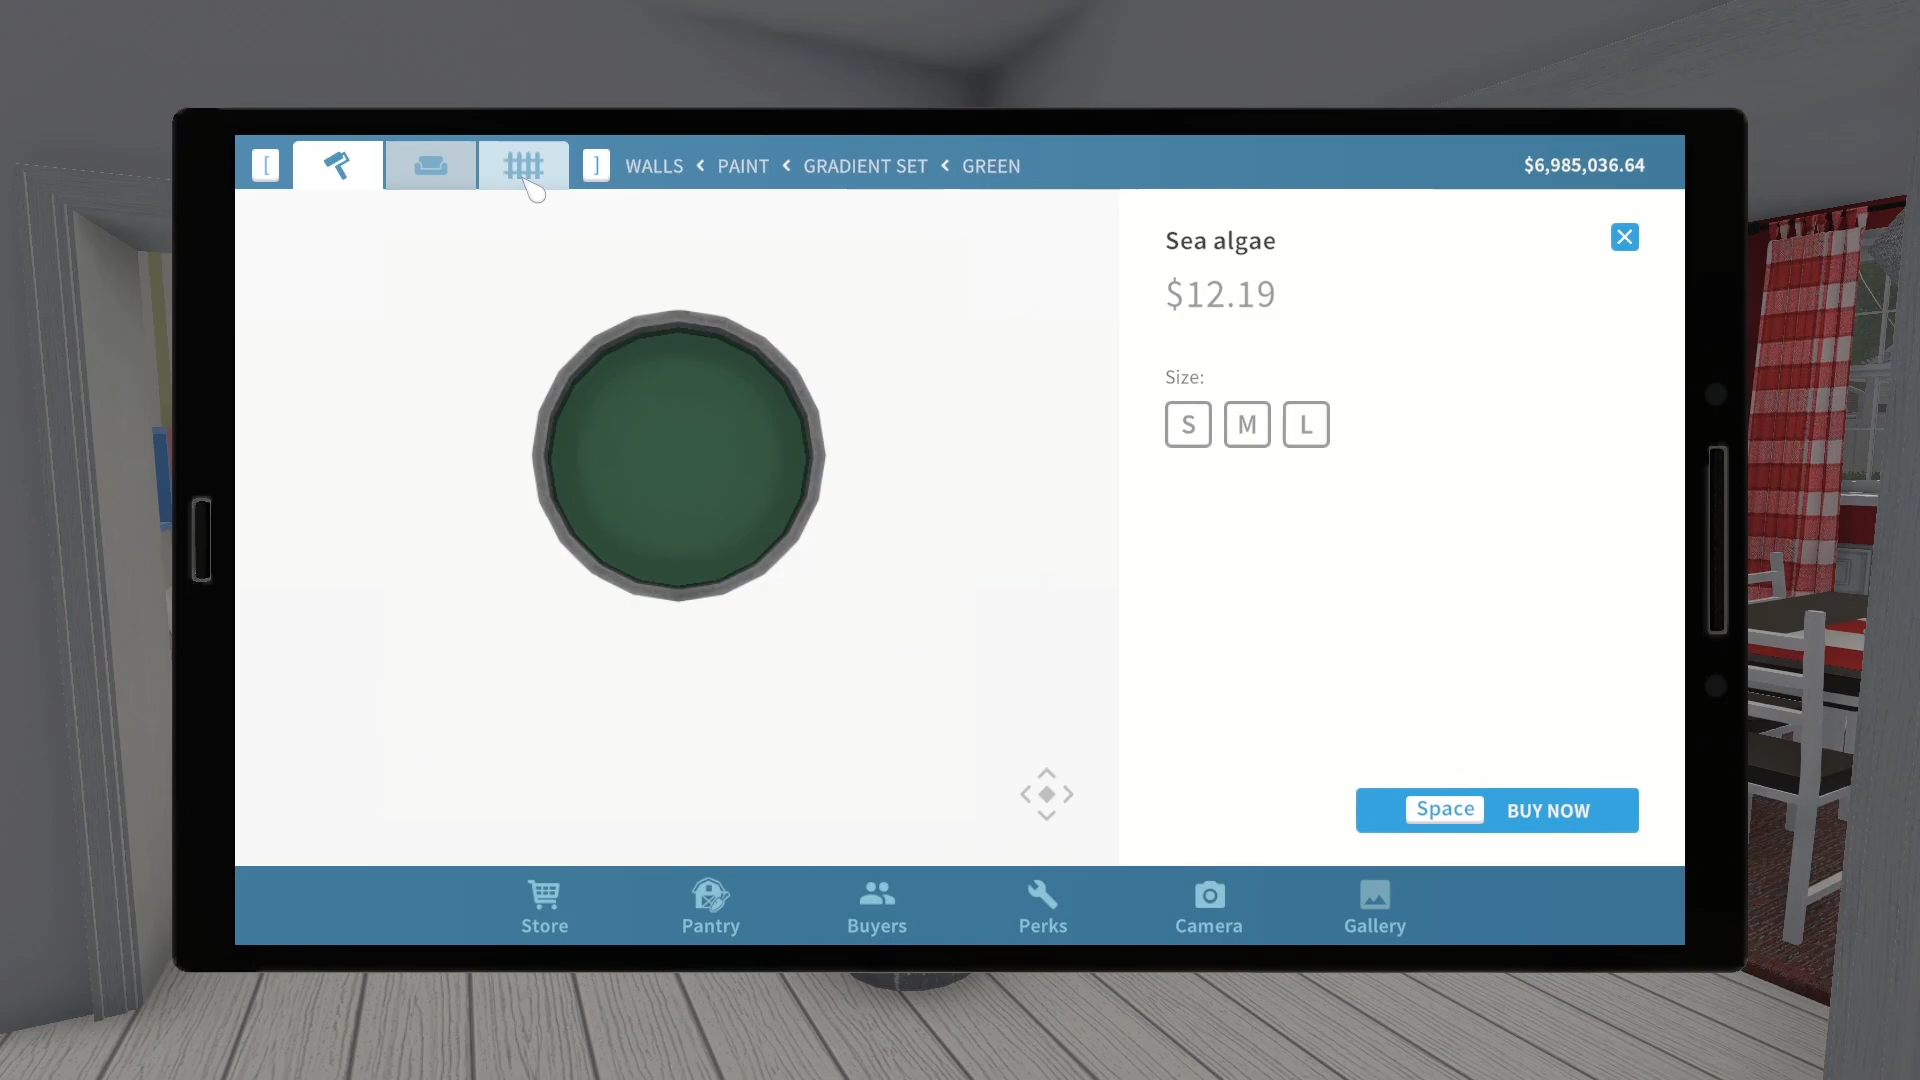 [ ] WALLS < PAINT < GRADIENT SET < GREEN $6,985,036.64
Sea algae
$12.19
Size:
S M L
Space BUY NOW
Store Pantry Buyers Perks Camera Gallery